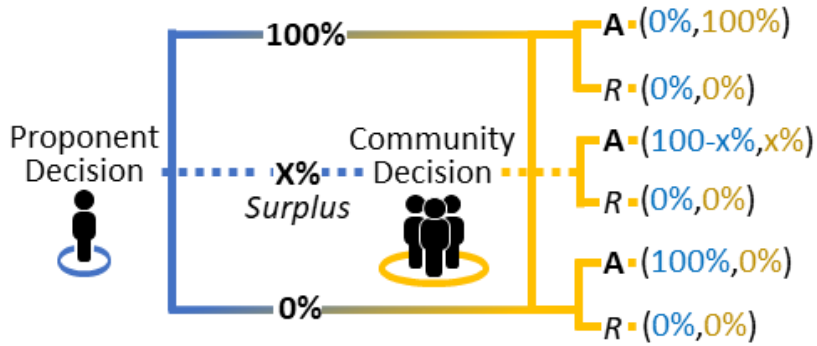 100%
A (0%,100%)
R (0%,0%)
Proponent
Decision
X%
Surplus
Community
Decision
A (100-x%,x%)
R (0%,0%)
0%
A (100%,0%)
R (0%,0%)